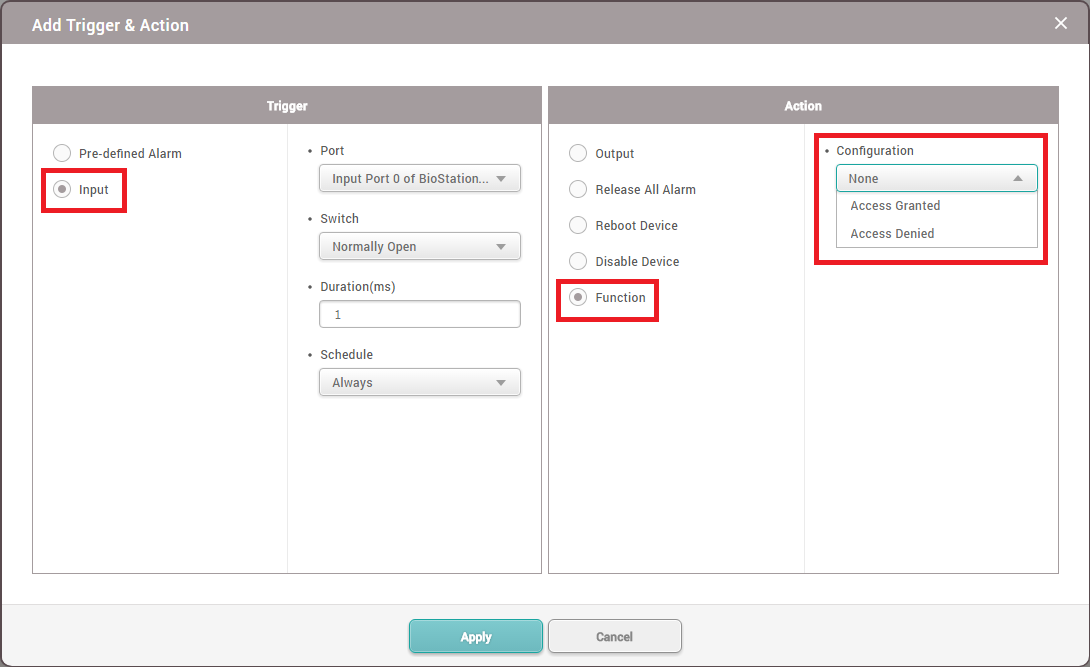 Add Trigger & Action
Trigger
Pre-defined Alarm
Input
• Port
Input Port 0 of BioStation...
• Switch
Normally Open
• Duration(ms)
1
• Schedule
Always
Action
Output
Release All Alarm
Reboot Device
Disable Device
Function
• Configuration
None
Access Granted
Access Denied
Apply
Cancel